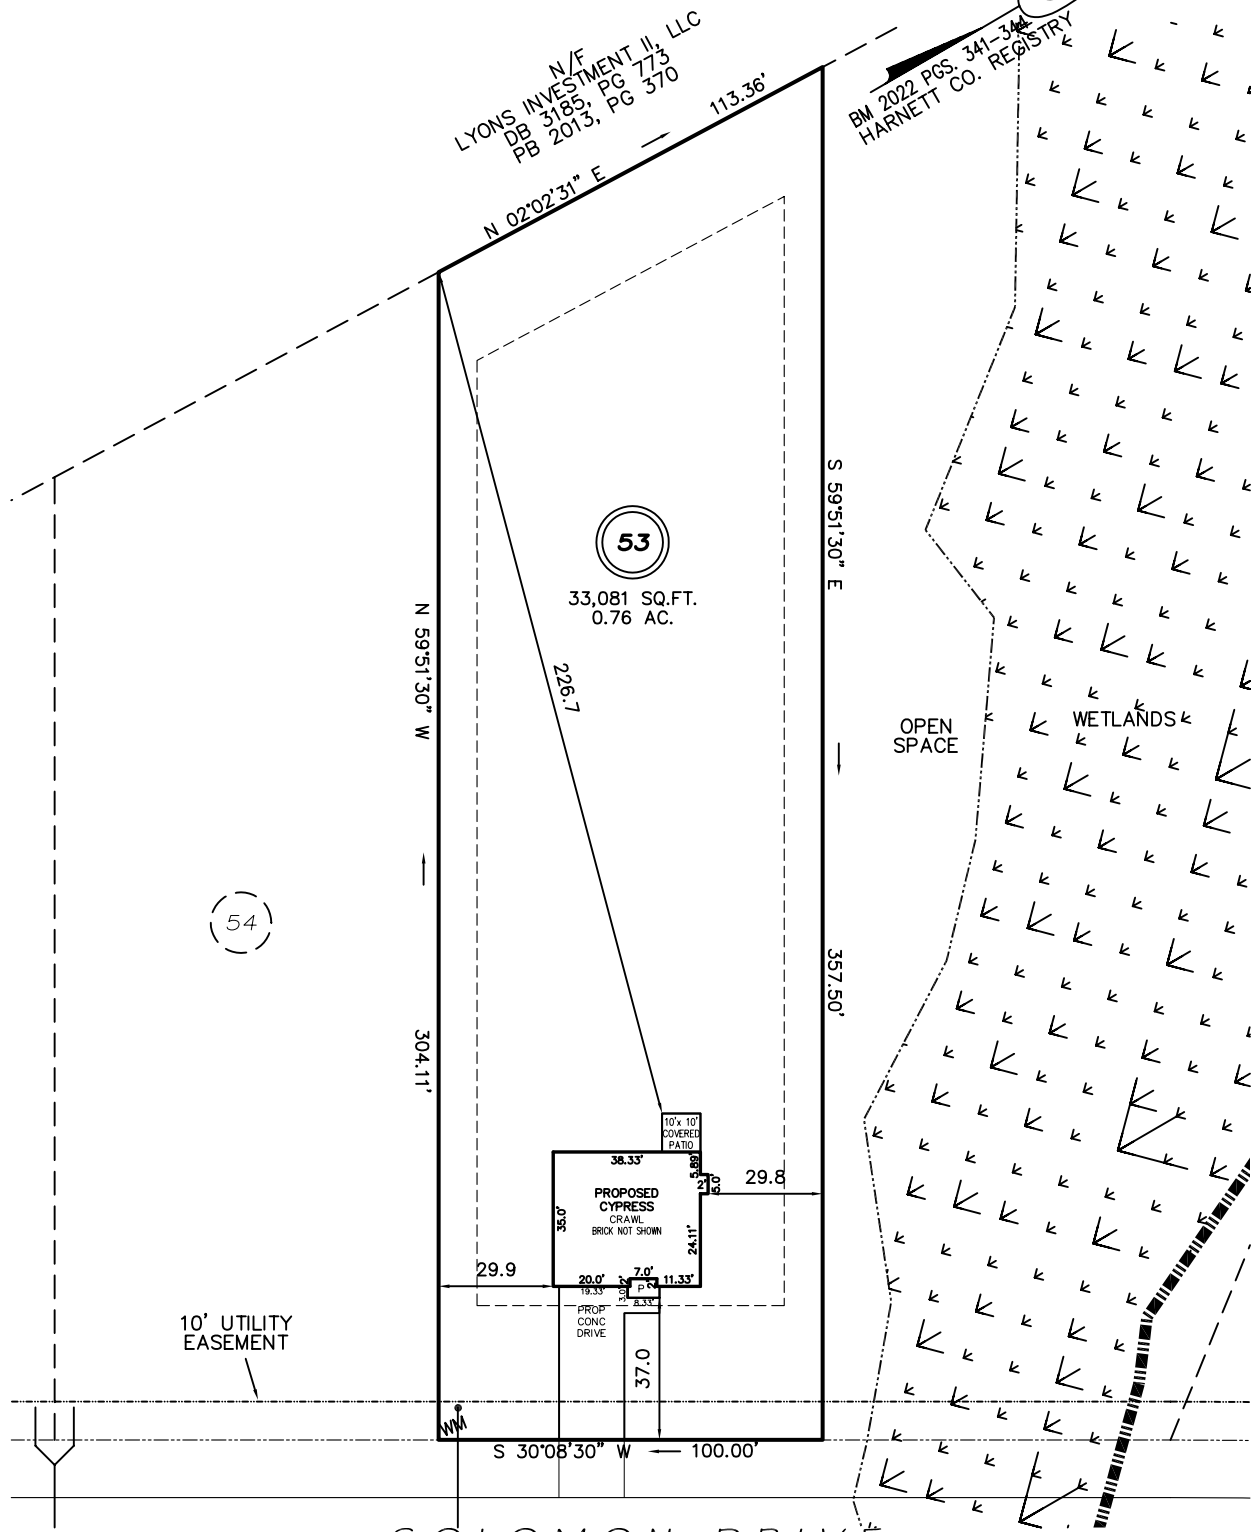 N/F
LYONS INVESTMENT II, LLC
DB 3185, PG 773
PB 2013, PG 370
113.36'
N 02°02'31" E
BM 2022 PGS. 341-344
HARNETT CO. REGISTRY
S 59°51'30" E
53
33,081 SQ.FT.
0.76 AC.
N 59°51'30" W
226.7
OPEN
SPACE
WETLANDS
54
357.50'
304.11'
10'x 10'
COVERED
PATIO
38.33'
5.89'
2'
5.0'
29.8
PROPOSED
CYPRESS
CRAWL
BRICK NOT SHOWN
35.0'
24.11'
29.9
20.0'
7.0'
11.33'
19.33'
3.0'
2'
P
2'
8.33'
PROP
CONC
DRIVE
37.0
10' UTILITY
EASEMENT
WM
S 30°08'30" W
100.00'
SOLOMON DRIVE